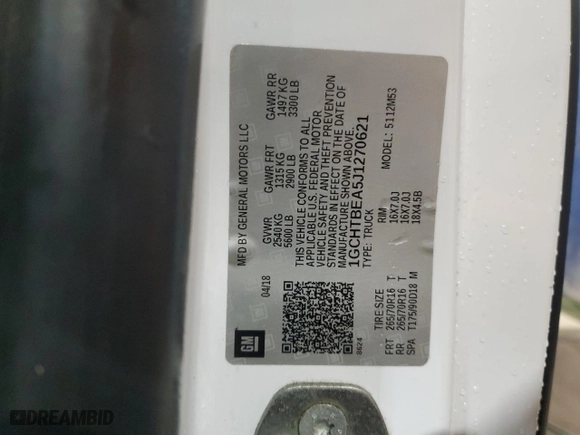 GM
04/18
MFD BY GENERAL MOTORS LLC
GVWR GAWR FRT GAWR RR
2540 KG 1315 KG 1497 KG
5600 LB 2900 LB 3300 LB
THIS VEHICLE CONFORMS TO ALL
APPLICABLE U.S. FEDERAL MOTOR
VEHICLE SAFETY AND THEFT PREVENTION
STANDARDS IN EFFECT ON THE DATE OF
MANUFACTURE SHOWN ABOVE.
1GCHTBEA5J1270621
TYPE: TRUCK MODEL: 5112M53
8624
TIRE SIZE RIM
FRT 265/70R16 T 16X7.0J
RR 265/70R16 T 16X7.0J
SPA T175/90D18 M 18X4.5B
DREAMBID